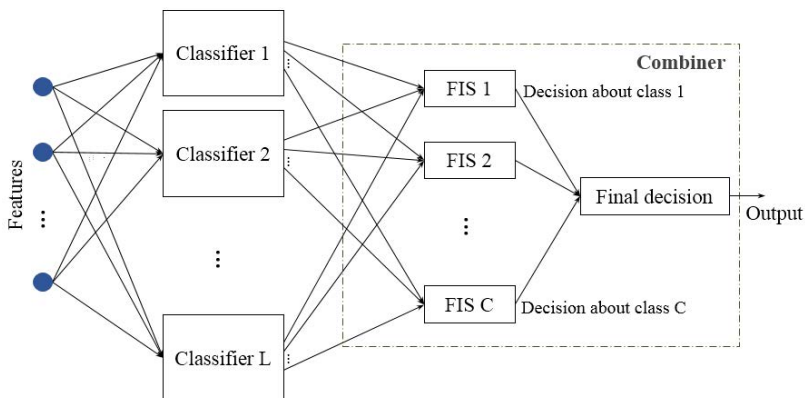 Features
Classifier 1
Classifier 2
Classifier L
Combiner
FIS 1
Decision about class 1
FIS 2
FIS C
Decision about class C
Final decision
Output